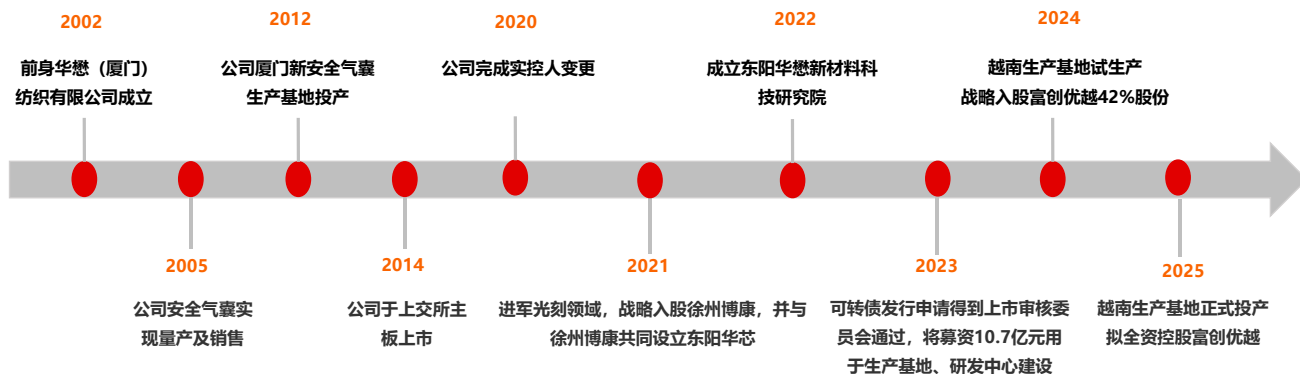 2002
前身华懋（厦门）
纺织有限公司成立
2012
公司厦门新安全气囊
生产基地投产
2020
公司完成实控人变更
2022
成立东阳华懋新材料科
技研究院
2024
越南生产基地试生产
战略入股富创优越42%股份
2005
公司安全气囊实
现量产及销售
2014
公司于上交所主
板上市
2021
进军光刻领域，战略入股徐州博康，并与
徐州博康共同设立东阳华芯
2023
可转债发行申请得到上市审核委
员会通过，将募资10.7亿元用
于生产基地、研发中心建设
2025
越南生产基地正式投产
拟全资控股富创优越